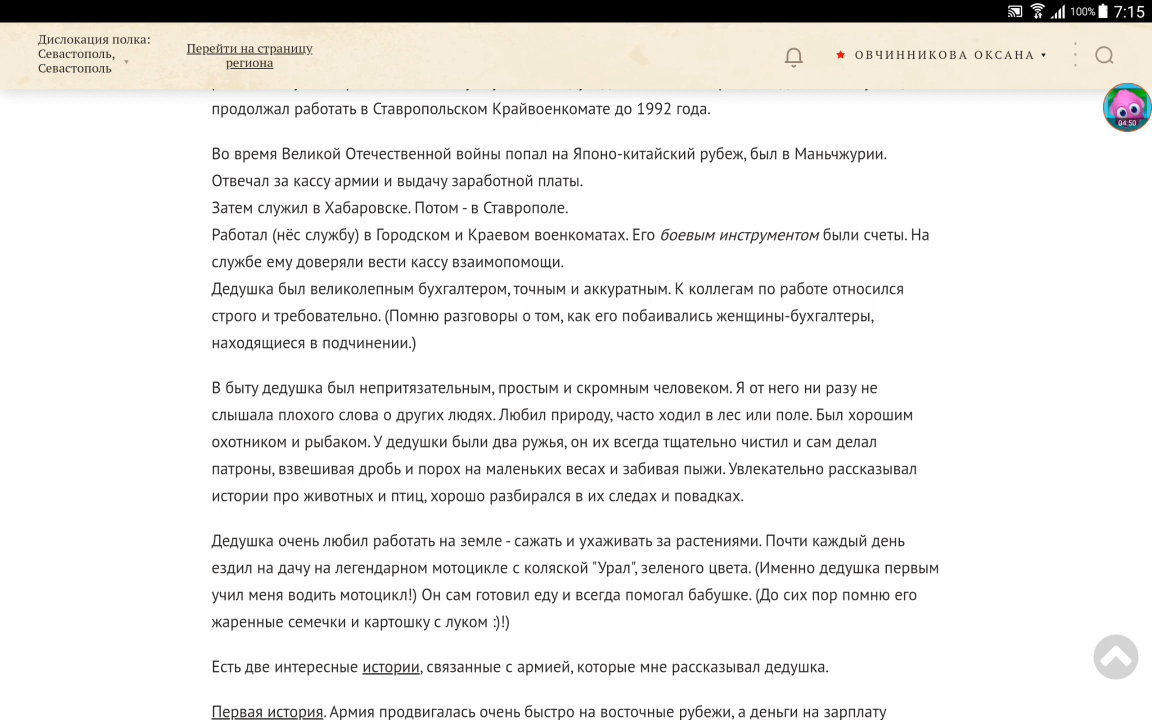 100% 7:15
Дислокация полка:
Севастополь,
Севастополь
Перейти на страницу
региона
ОВЧИННИКОВА ОКСАНА
04:50
продолжал работать в Ставропольском Крайвоенкомате до 1992 года.
Во время Великой Отечественной войны попал на Японо-китайский рубеж, был в Маньчжурии.
Отвечал за кассу армии и выдачу заработной платы.
Затем служил в Хабаровске. Потом - в Ставрополе.
Работал (нёс службу) в Городском и Краевом военкоматах. Его боевым инструментом были счеты. На
службе ему доверяли вести кассу взаимопомощи.
Дедушка был великолепным бухгалтером, точным и аккуратным. К коллегам по работе относился
строго и требовательно. (Помню разговоры о том, как его побаивались женщины-бухгалтеры,
находящиеся в подчинении.)
В быту дедушка был непритязательным, простым и скромным человеком. Я от него ни разу не
слышала плохого слова о других людях. Любил природу, часто ходил в лес или поле. Был хорошим
охотником и рыбаком. У дедушки были два ружья, он их всегда тщательно чистил и сам делал
патроны, взвешивая дробь и порох на маленьких весах и забивая пыжи. Увлекательно рассказывал
истории про животных и птиц, хорошо разбирался в их следах и повадках.
Дедушка очень любил работать на земле - сажать и ухаживать за растениями. Почти каждый день
ездил на дачу на легендарном мотоцикле с коляской "Урал", зеленого цвета. (Именно дедушка первым
учил меня водить мотоцикл!) Он сам готовил еду и всегда помогал бабушке. (До сих пор помню его
жаренные семечки и картошку с луком :)!)
Есть две интересные истории, связанные с армией, которые мне рассказывал дедушка.
Первая история. Армия продвигалась очень быстро на восточные рубежи, а деньги на зарплату